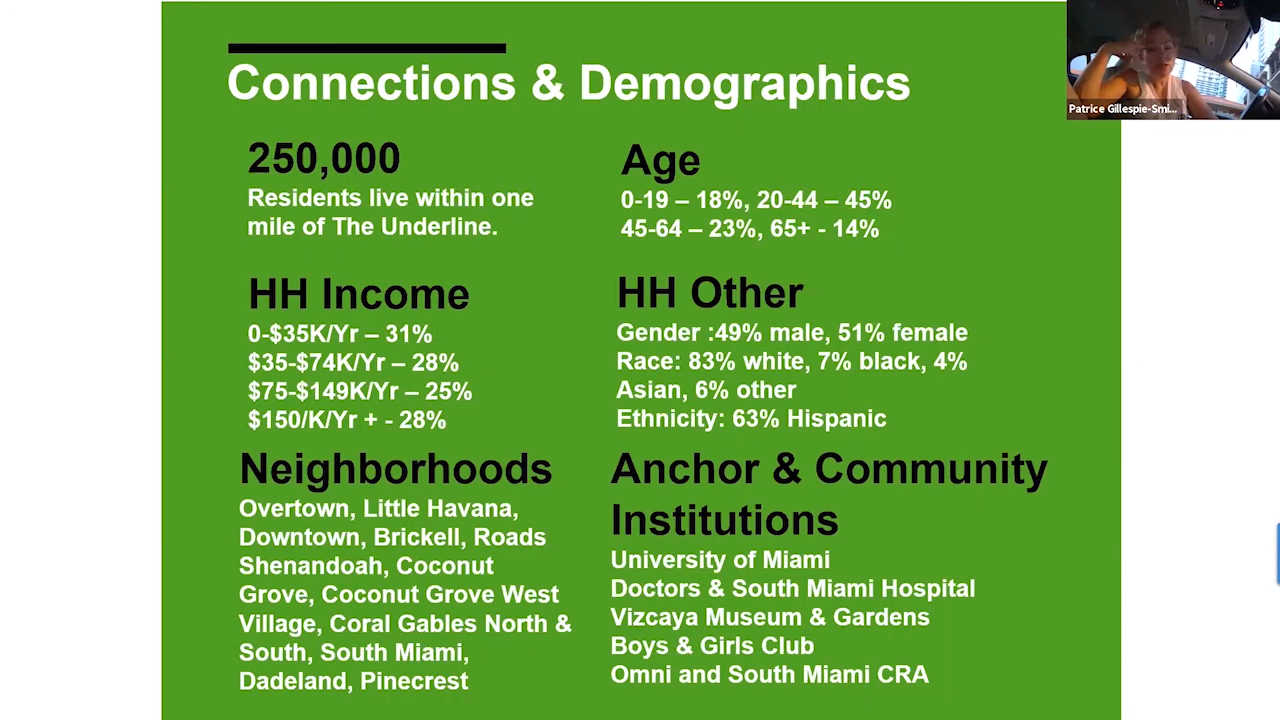 Connections & Demographics
250,000
Residents live within one
mile of The Underline.
Age
0-19 – 18%, 20-44 – 45%
45-64 – 23%, 65+ - 14%
HH Income
0-$35K/Yr – 31%
$35-$74K/Yr – 28%
$75-$149K/Yr – 25%
$150/K/Yr + - 28%
HH Other
Gender :49% male, 51% female
Race: 83% white, 7% black, 4%
Asian, 6% other
Ethnicity: 63% Hispanic
Neighborhoods
Overtown, Little Havana,
Downtown, Brickell, Roads
Shenandoah, Coconut
Grove, Coconut Grove West
Village, Coral Gables North &
South, South Miami,
Dadeland, Pinecrest
Anchor & Community
Institutions
University of Miami
Doctors & South Miami Hospital
Vizcaya Museum & Gardens
Boys & Girls Club
Omni and South Miami CRA
Patrice Gillespie-Smi...